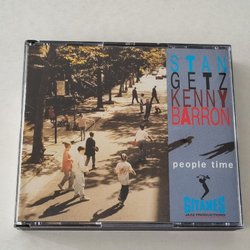 STAN
GETZ
KENNY
BARRON
people time
GITANES
JAZZ PRODUCTIONS